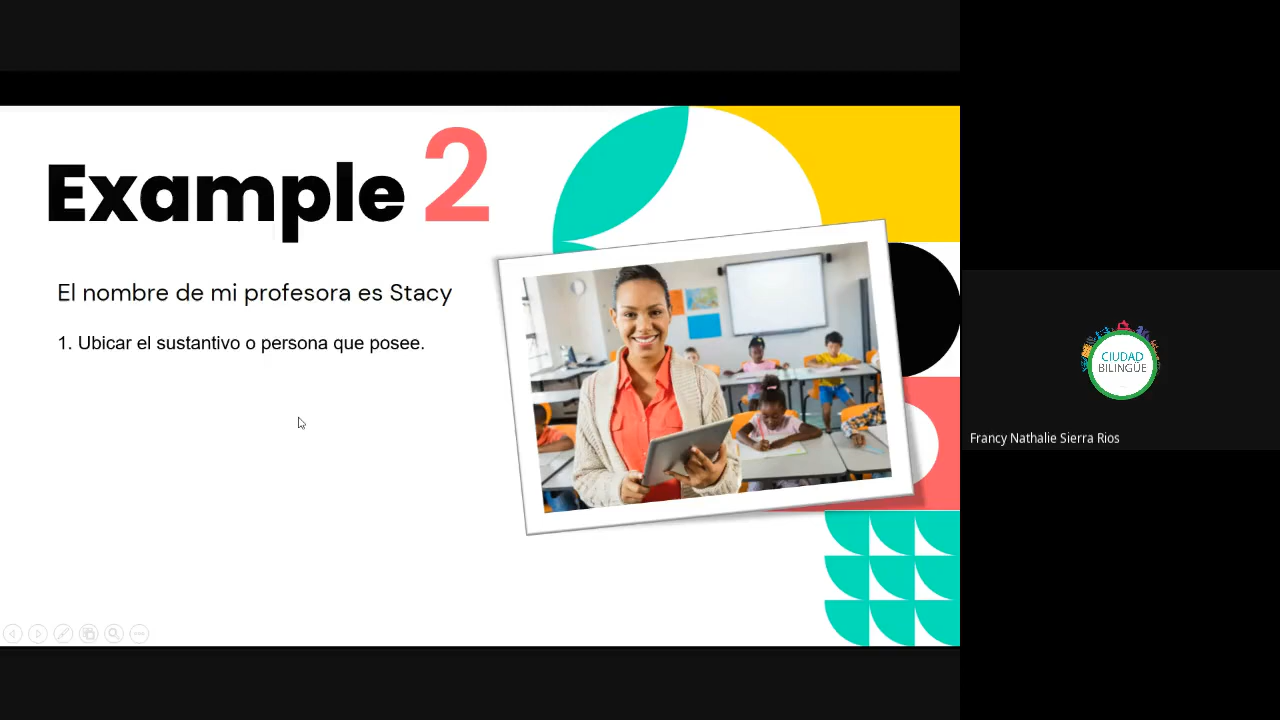 Example 2
El nombre de mi profesora es Stacy
1. Ubicar el sustantivo o persona que posee.
CIUDAD
BILINGÜE
Francy Nathalie Sierra Rios